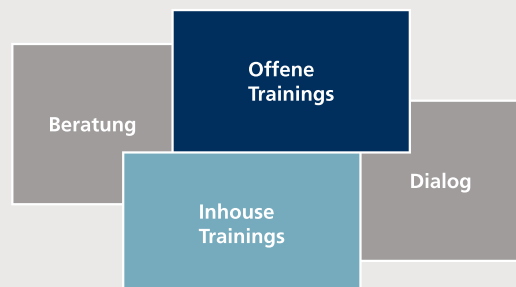 Offene
Trainings
Beratung
Dialog
Inhouse
Trainings